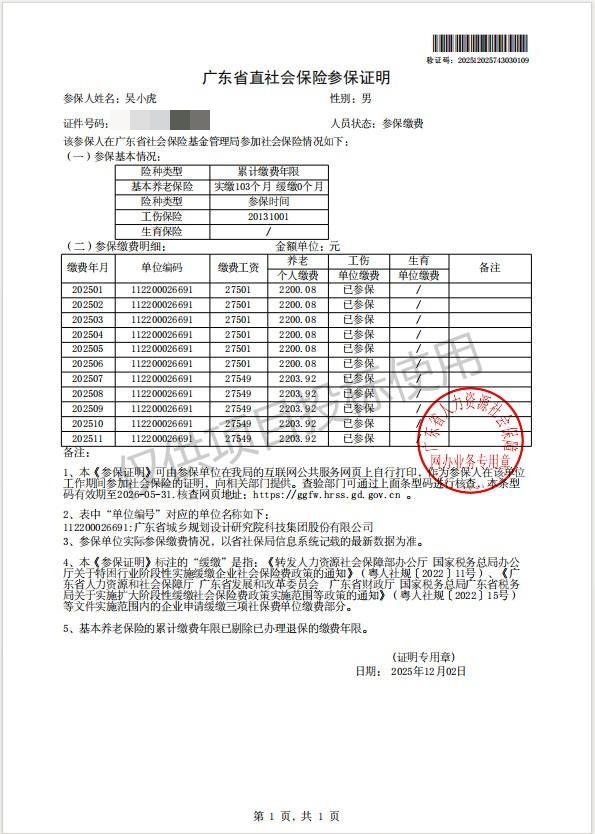 验证码：202512025743030109
广东省直社会保险参保证明
参保人姓名：吴小虎 性别：男
证件号码： 人员状态：参保缴费
该参保人在广东省社会保险基金管理局参加社会保险情况如下：
（一）参保基本情况：
险种类型 累计缴费年限
基本养老保险 实缴103个月 缓缴0个月
险种类型 参保时间
工伤保险 20131001
生育保险 /
（二）参保缴费明细： 金额单位：元
缴费年月 单位编码 缴费工资 养老 工伤 生育 备注
个人缴费 单位缴费 单位缴费
202501 112200026691 27501 2200.08 已参保 /
202502 112200026691 27501 2200.08 已参保 /
202503 112200026691 27501 2200.08 已参保 /
202504 112200026691 27501 2200.08 已参保 /
202505 112200026691 27501 2200.08 已参保 /
202506 112200026691 27501 2200.08 已参保 /
202507 112200026691 27549 2203.92 已参保 /
202508 112200026691 27549 2203.92 已参保 /
202509 112200026691 27549 2203.92 已参保 /
202510 112200026691 27549 2203.92 已参保 /
202511 112200026691 27549 2203.92 已参保 /
仅供项目投标使用
广东省人力资源社会保障
网办业务专用章
备注：
1、本《参保证明》可由参保单位在我局的互联网公共服务网页上自行打印，作为参保人在该单位
工作期间参加社会保险的证明，向相关部门提供。查验部门可通过上面条型码进行核查，本条型
码有效期至2026-05-31.核查网页地址：https://ggfw.hrss.gd.gov.cn 。
2、表中“单位编号”对应的单位名称如下：
112200026691:广东省城乡规划设计研究院科技集团股份有限公司
3、参保单位实际参保缴费情况，以省社保局信息系统记载的最新数据为准。
4、本《参保证明》标注的“缓缴”是指：《转发人力资源社会保障部办公厅 国家税务总局办公
厅关于特困行业阶段性实施缓缴企业社会保险费政策的通知》（粤人社规〔2022〕11号）、《广
东省人力资源和社会保障厅 广东省发展和改革委员会 广东省财政厅 国家税务总局广东省税务
局关于实施扩大阶段性缓缴社会保险费政策实施范围等政策的通知》（粤人社规〔2022〕15号）
等文件实施范围内的企业申请缓缴三项社保费单位缴费部分。
5、基本养老保险的累计缴费年限已剔除已办理退保的缴费年限。
（证明专用章）
日期： 2025年12月02日
第 1 页，共 1 页